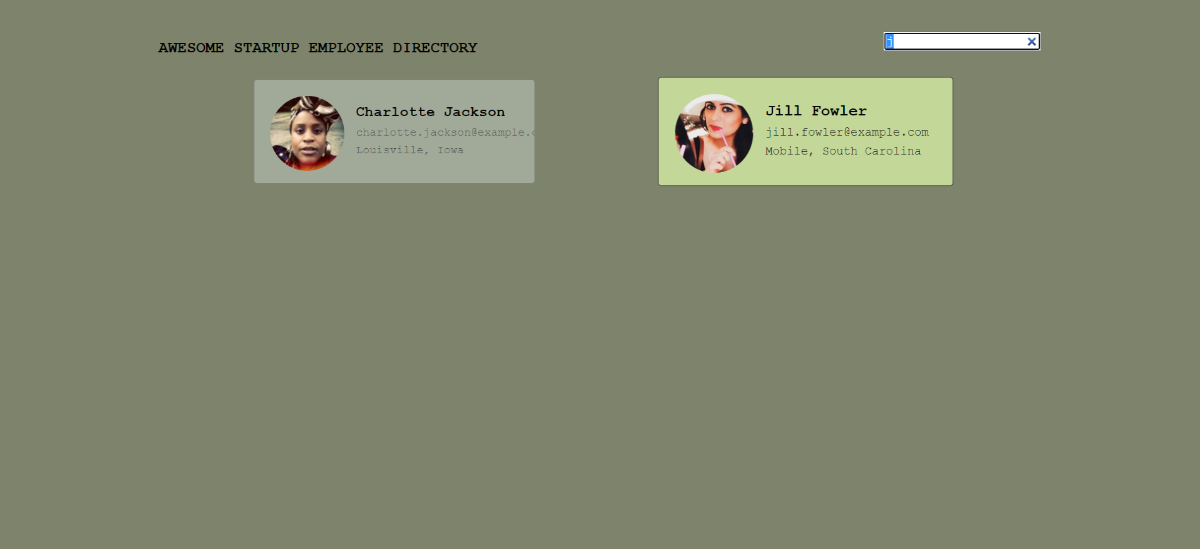 AWESOME STARTUP EMPLOYEE DIRECTORY
j
Charlotte Jackson
charlotte.jackson@example.c
Louisville, Iowa
Jill Fowler
jill.fowler@example.com
Mobile, South Carolina